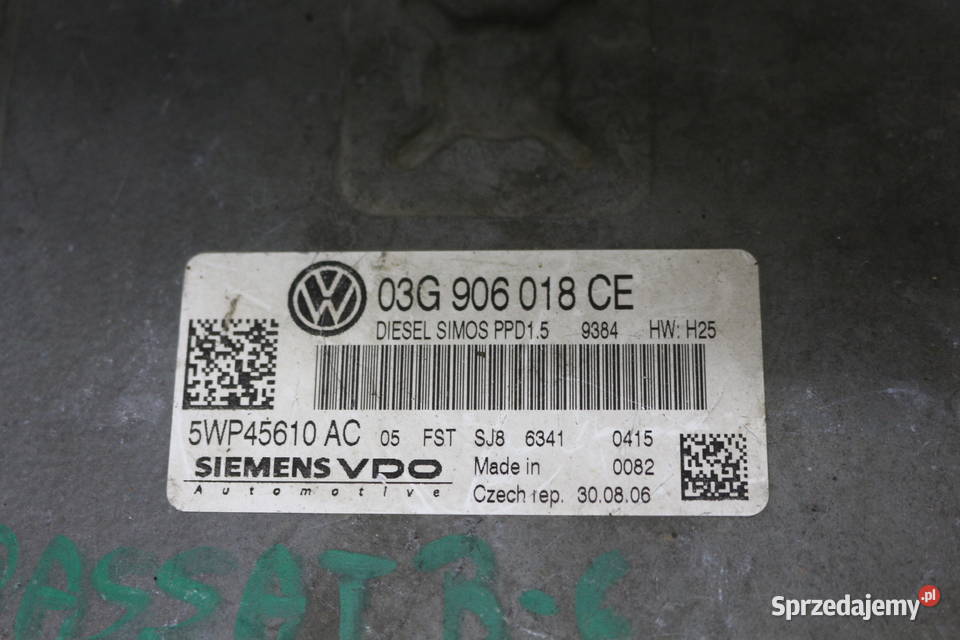 03G 906 018 CE
DIESEL SIMOS PPD1.5 9384 HW: H25
5WP45610 AC 05 FST SJ8 6341 0415
SIEMENS VDO Made in 0082
Automotive Czech rep. 30.08.06
PASSAT B-6
Sprzedajemy.pl